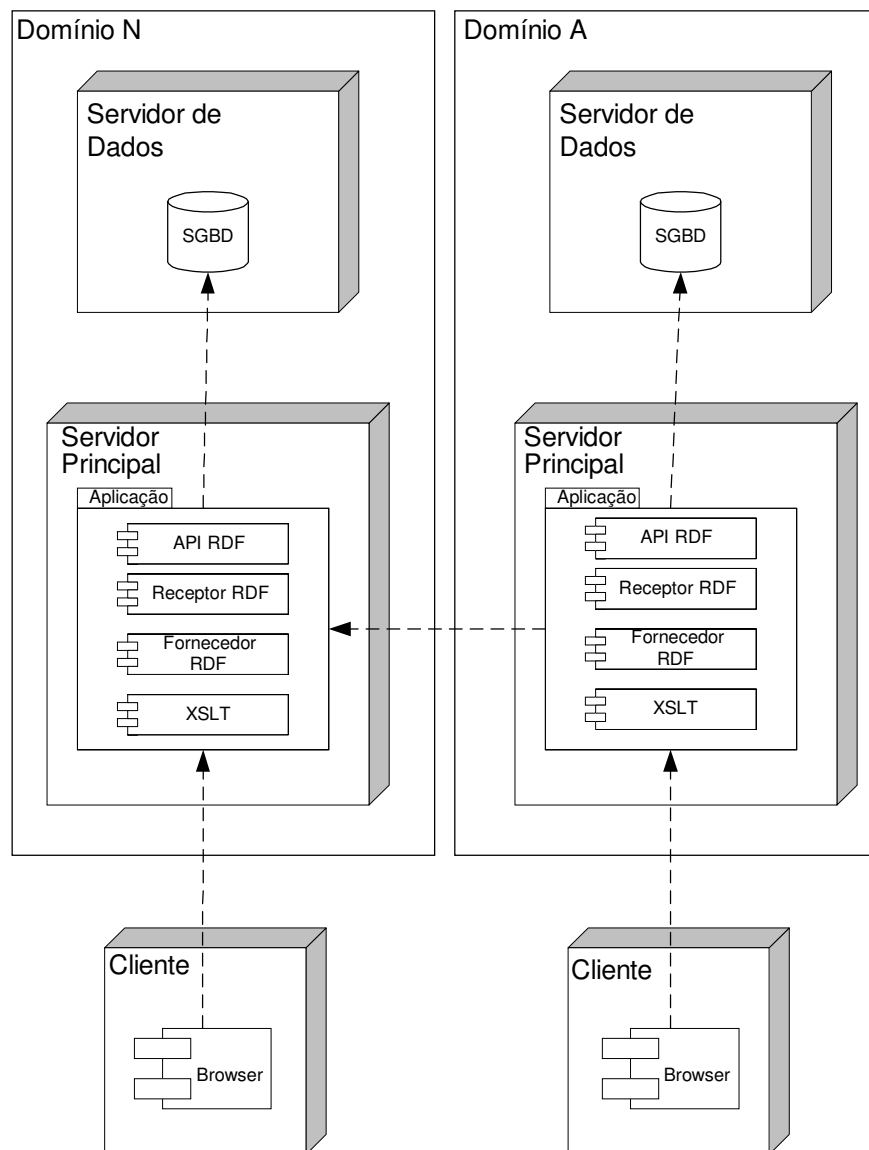 Domínio N
Servidor de
Dados
SGBD
Servidor
Principal
Aplicação
API RDF
Receptor RDF
Fornecedor
RDF
XSLT
Cliente
Browser
Domínio A
Servidor de
Dados
SGBD
Servidor
Principal
Aplicação
API RDF
Receptor RDF
Fornecedor
RDF
XSLT
Cliente
Browser